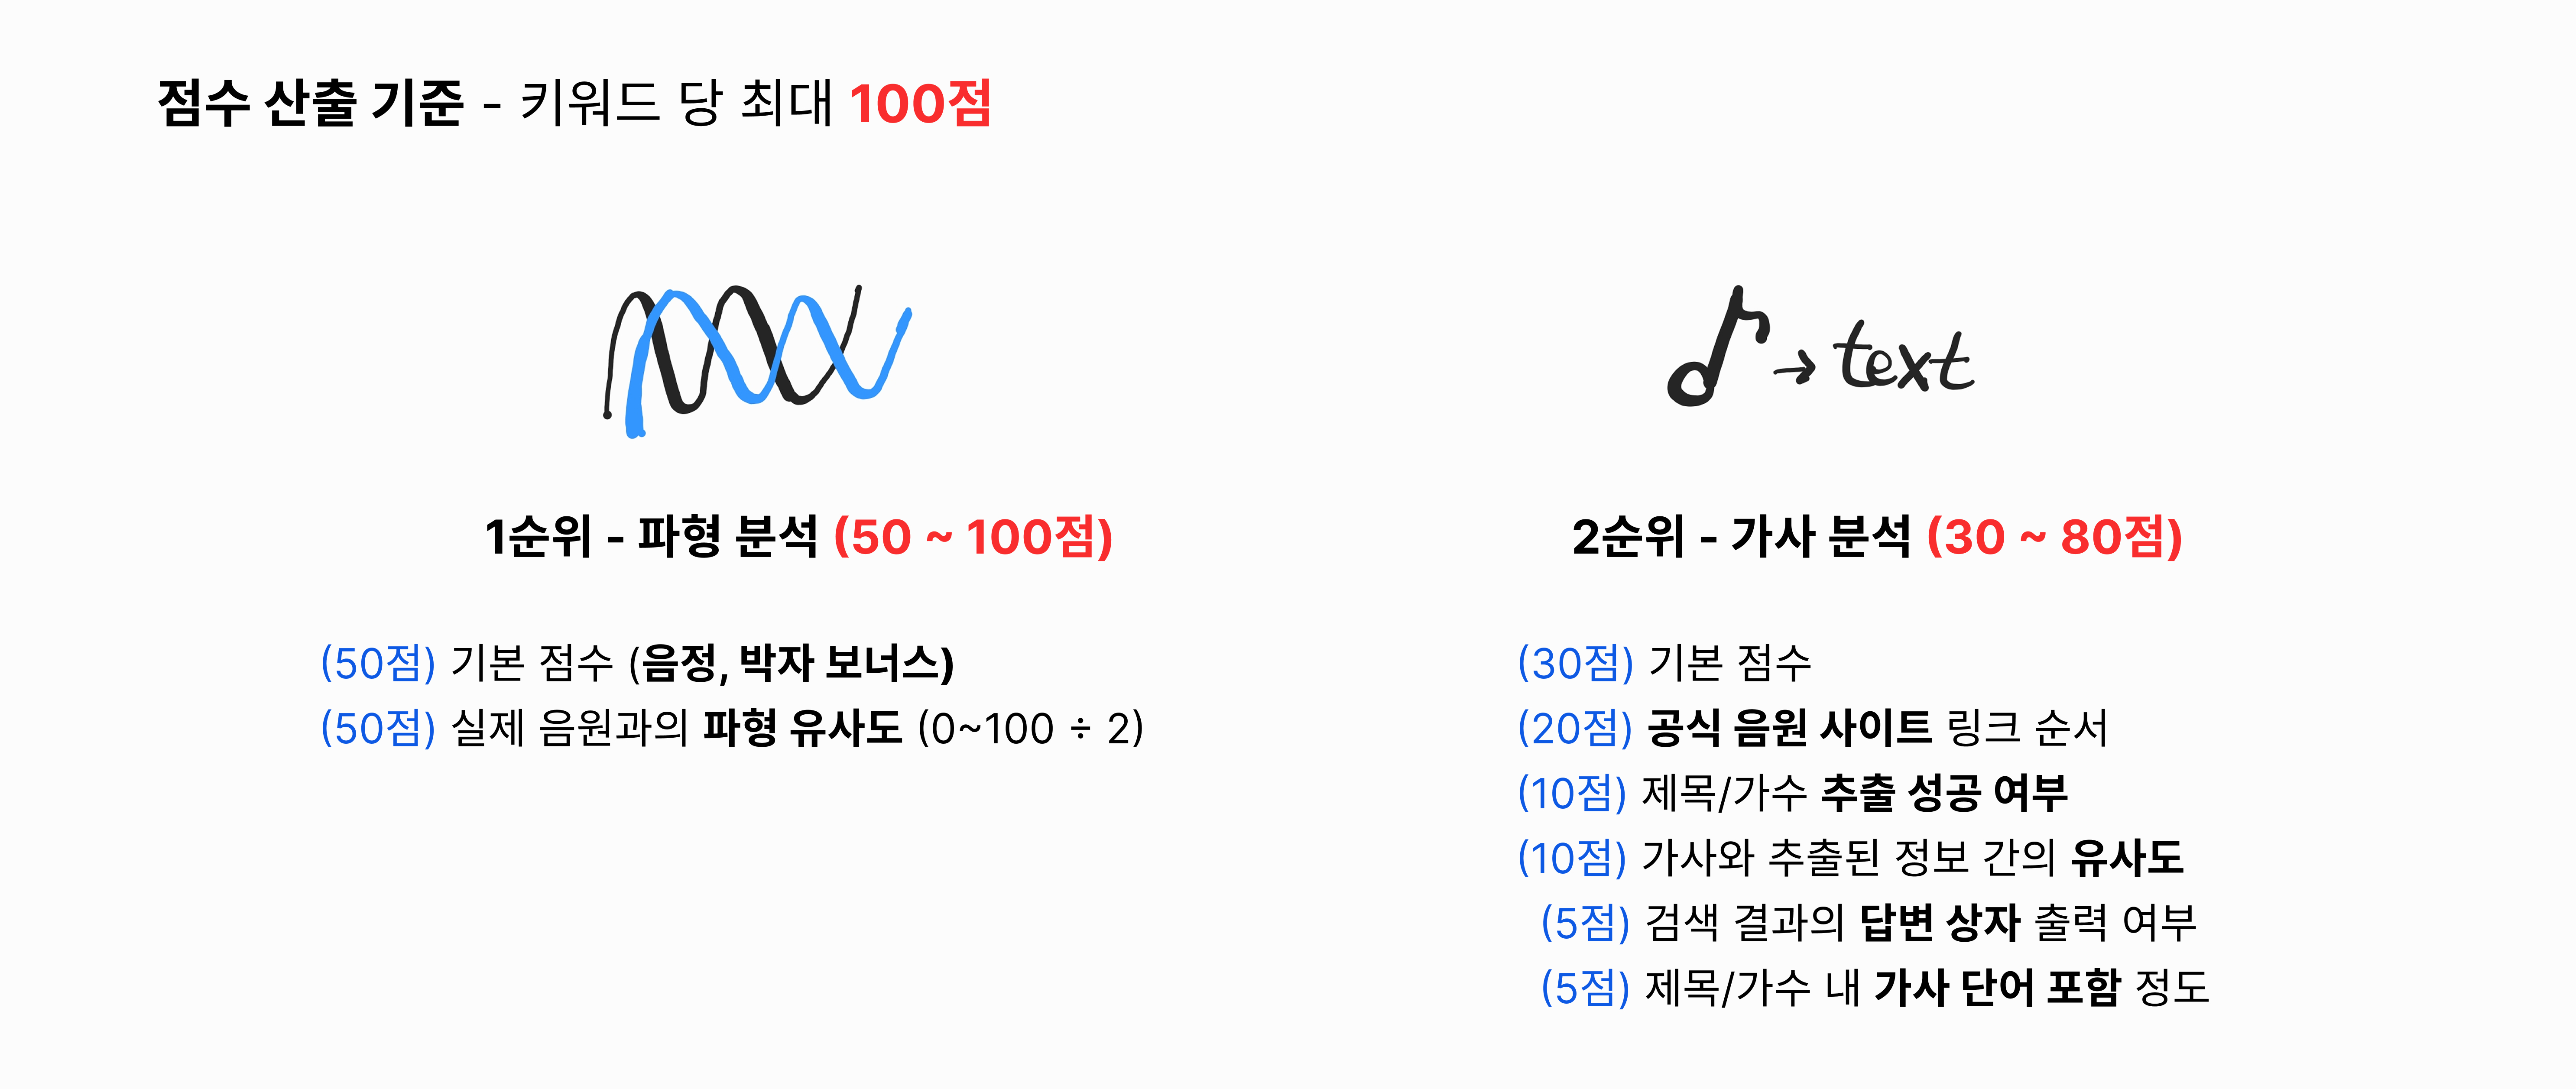 점수 산출 기준 - 키워드 당 최대 100점
text
1순위 - 파형 분석 (50 ~ 100점)
(50점) 기본 점수 (음정, 박자 보너스)
(50점) 실제 음원과의 파형 유사도 (0~100 ÷ 2)
2순위 - 가사 분석 (30 ~ 80점)
(30점) 기본 점수
(20점) 공식 음원 사이트 링크 순서
(10점) 제목/가수 추출 성공 여부
(10점) 가사와 추출된 정보 간의 유사도
(5점) 검색 결과의 답변 상자 출력 여부
(5점) 제목/가수 내 가사 단어 포함 정도